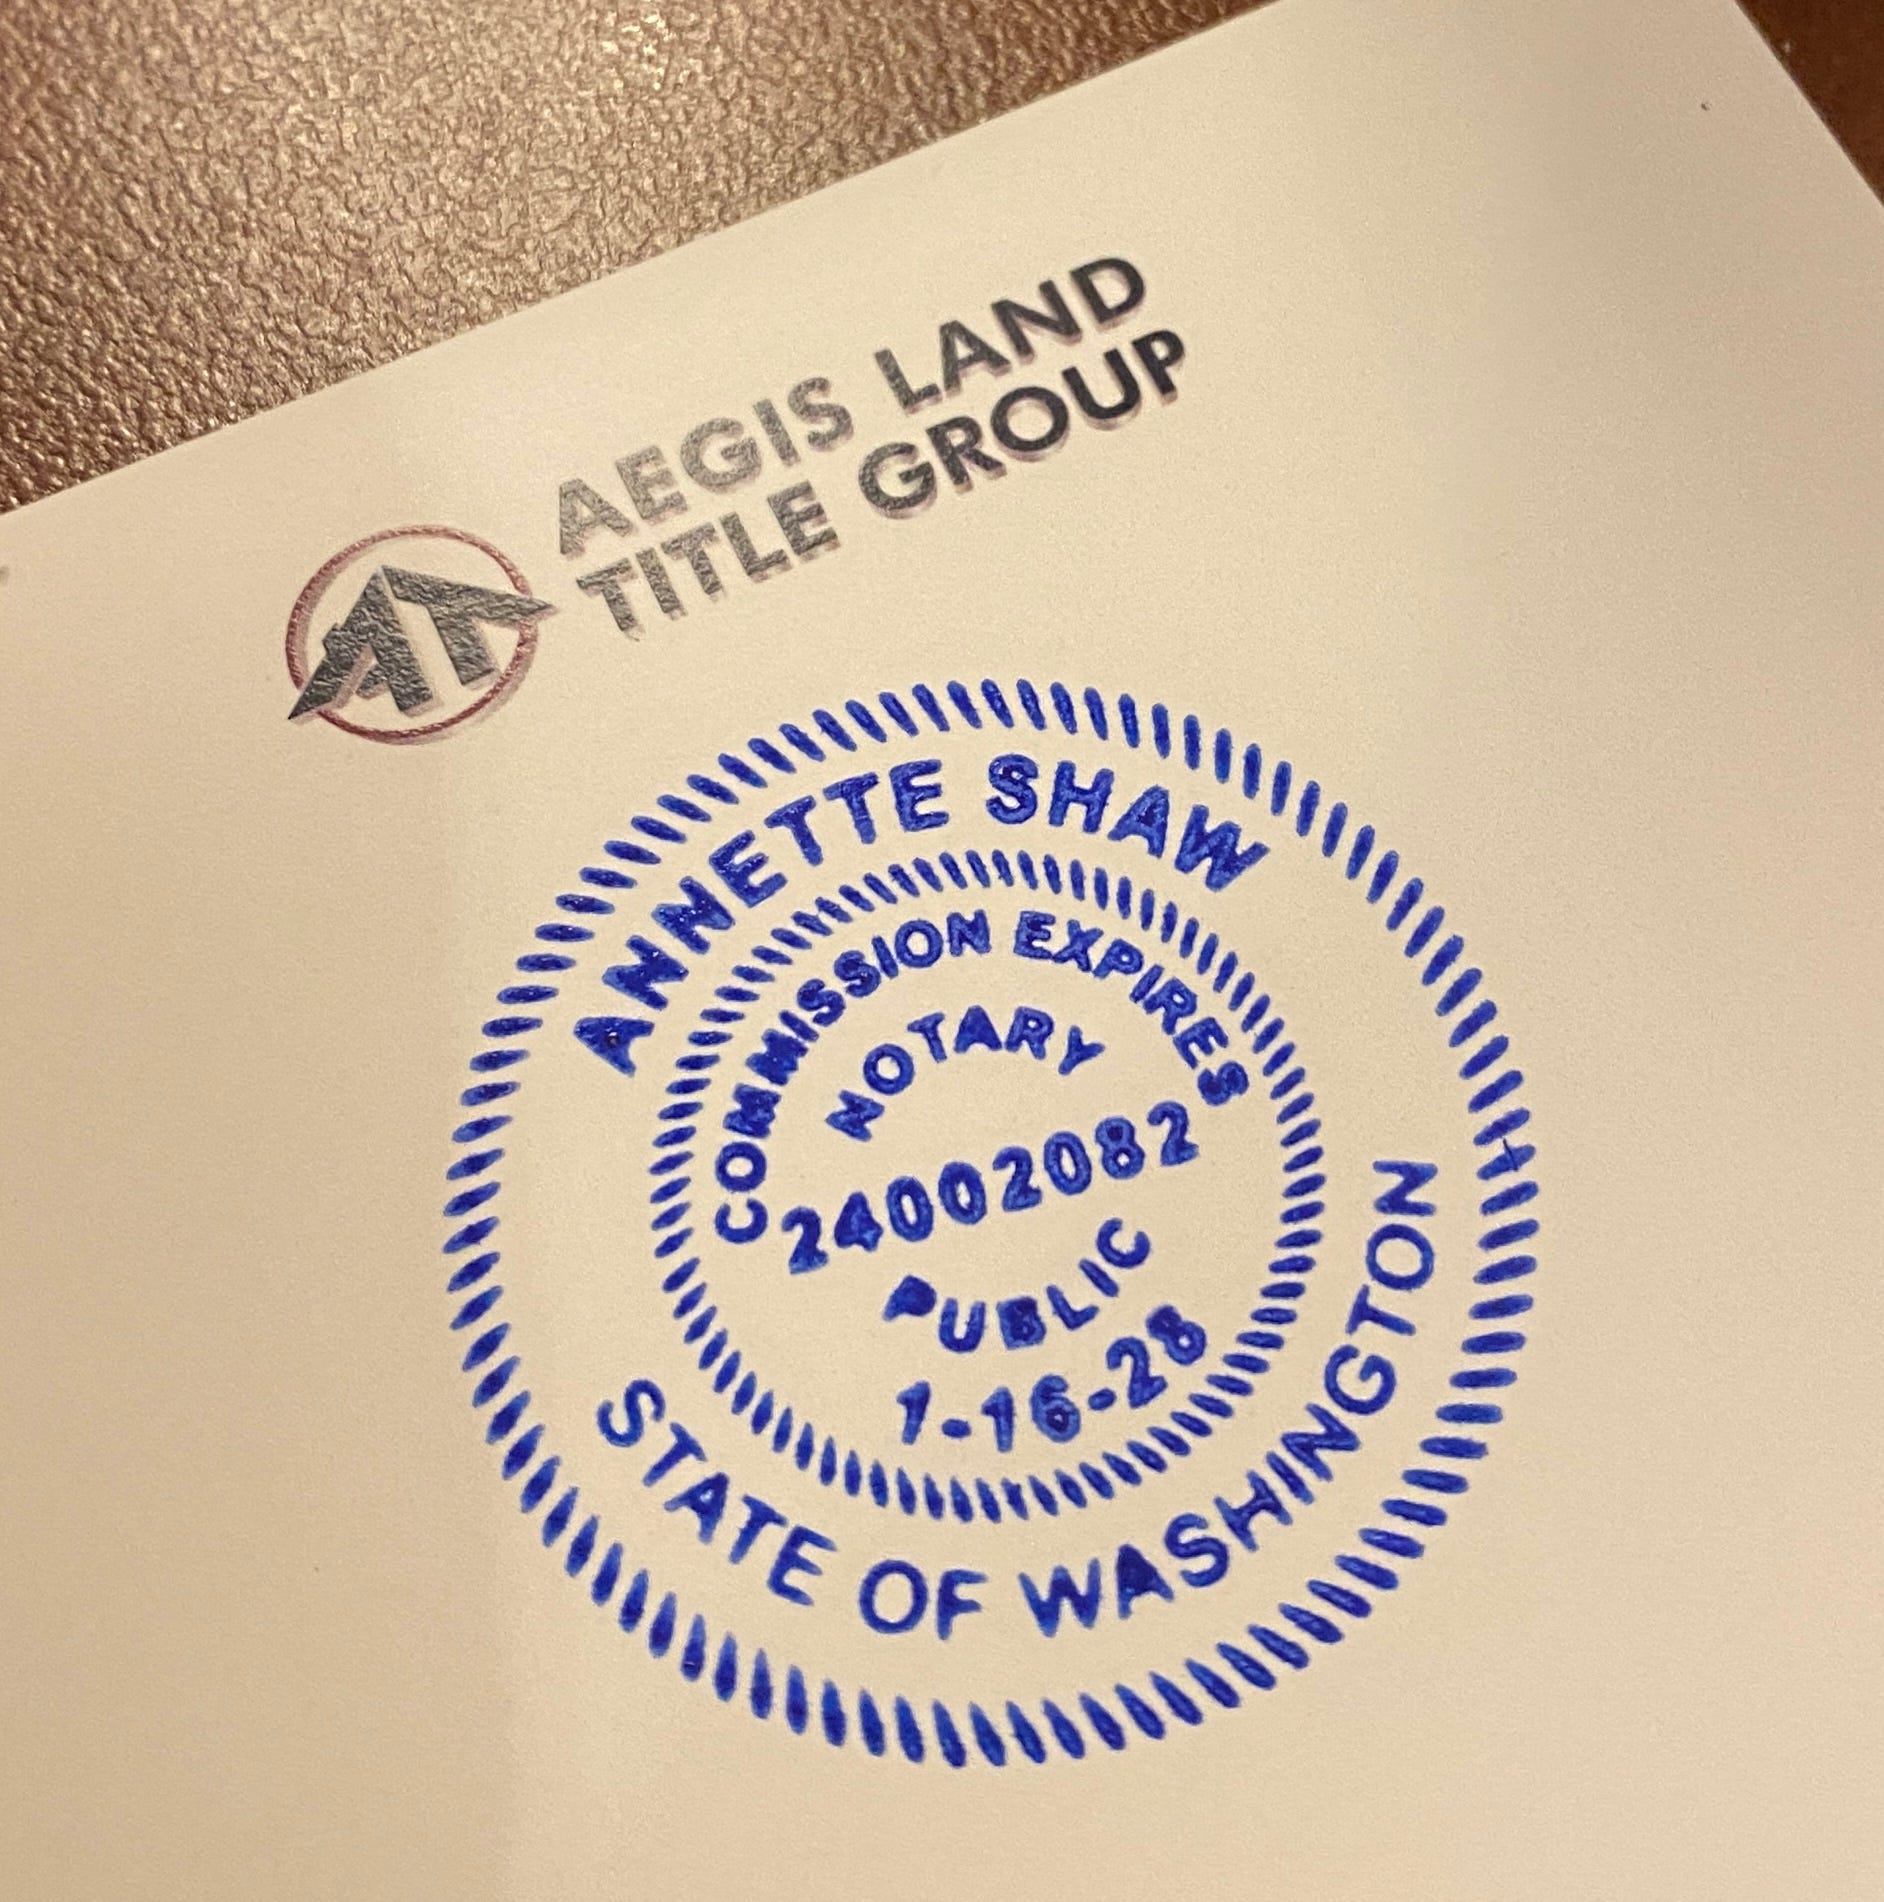 AEGIS LAND
TITLE GROUP
ANNETTE SHAW
COMMISSION EXPIRES
NOTARY
24002082
PUBLIC
1-16-28
STATE OF WASHINGTON